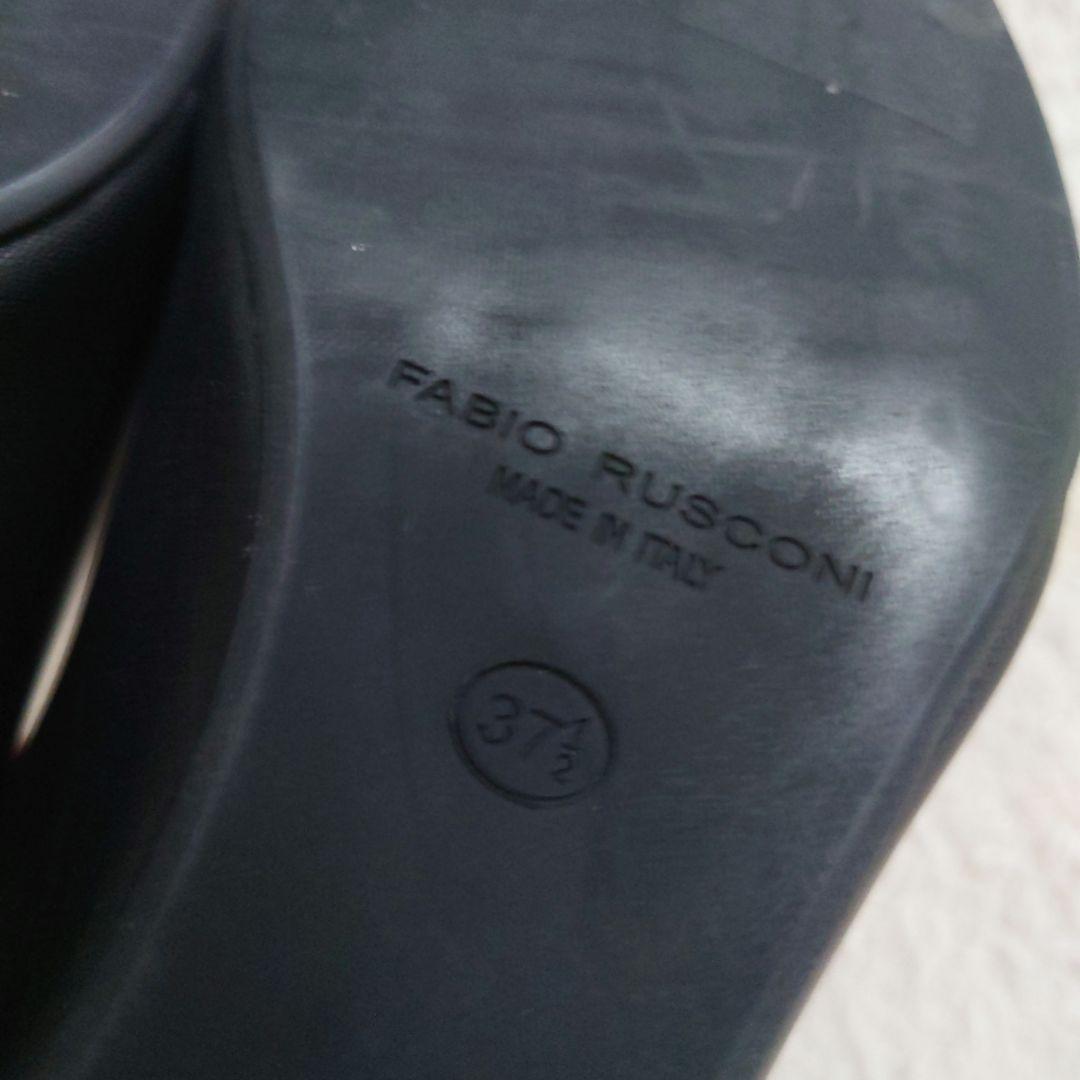 FABIO RUSCONI
MADE IN ITALY
37½